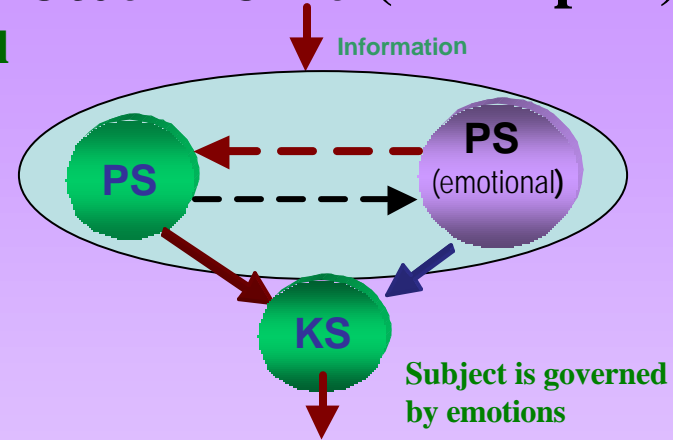 Information
PS
PS
(emotional)
KS
Subject is governed
by emotions